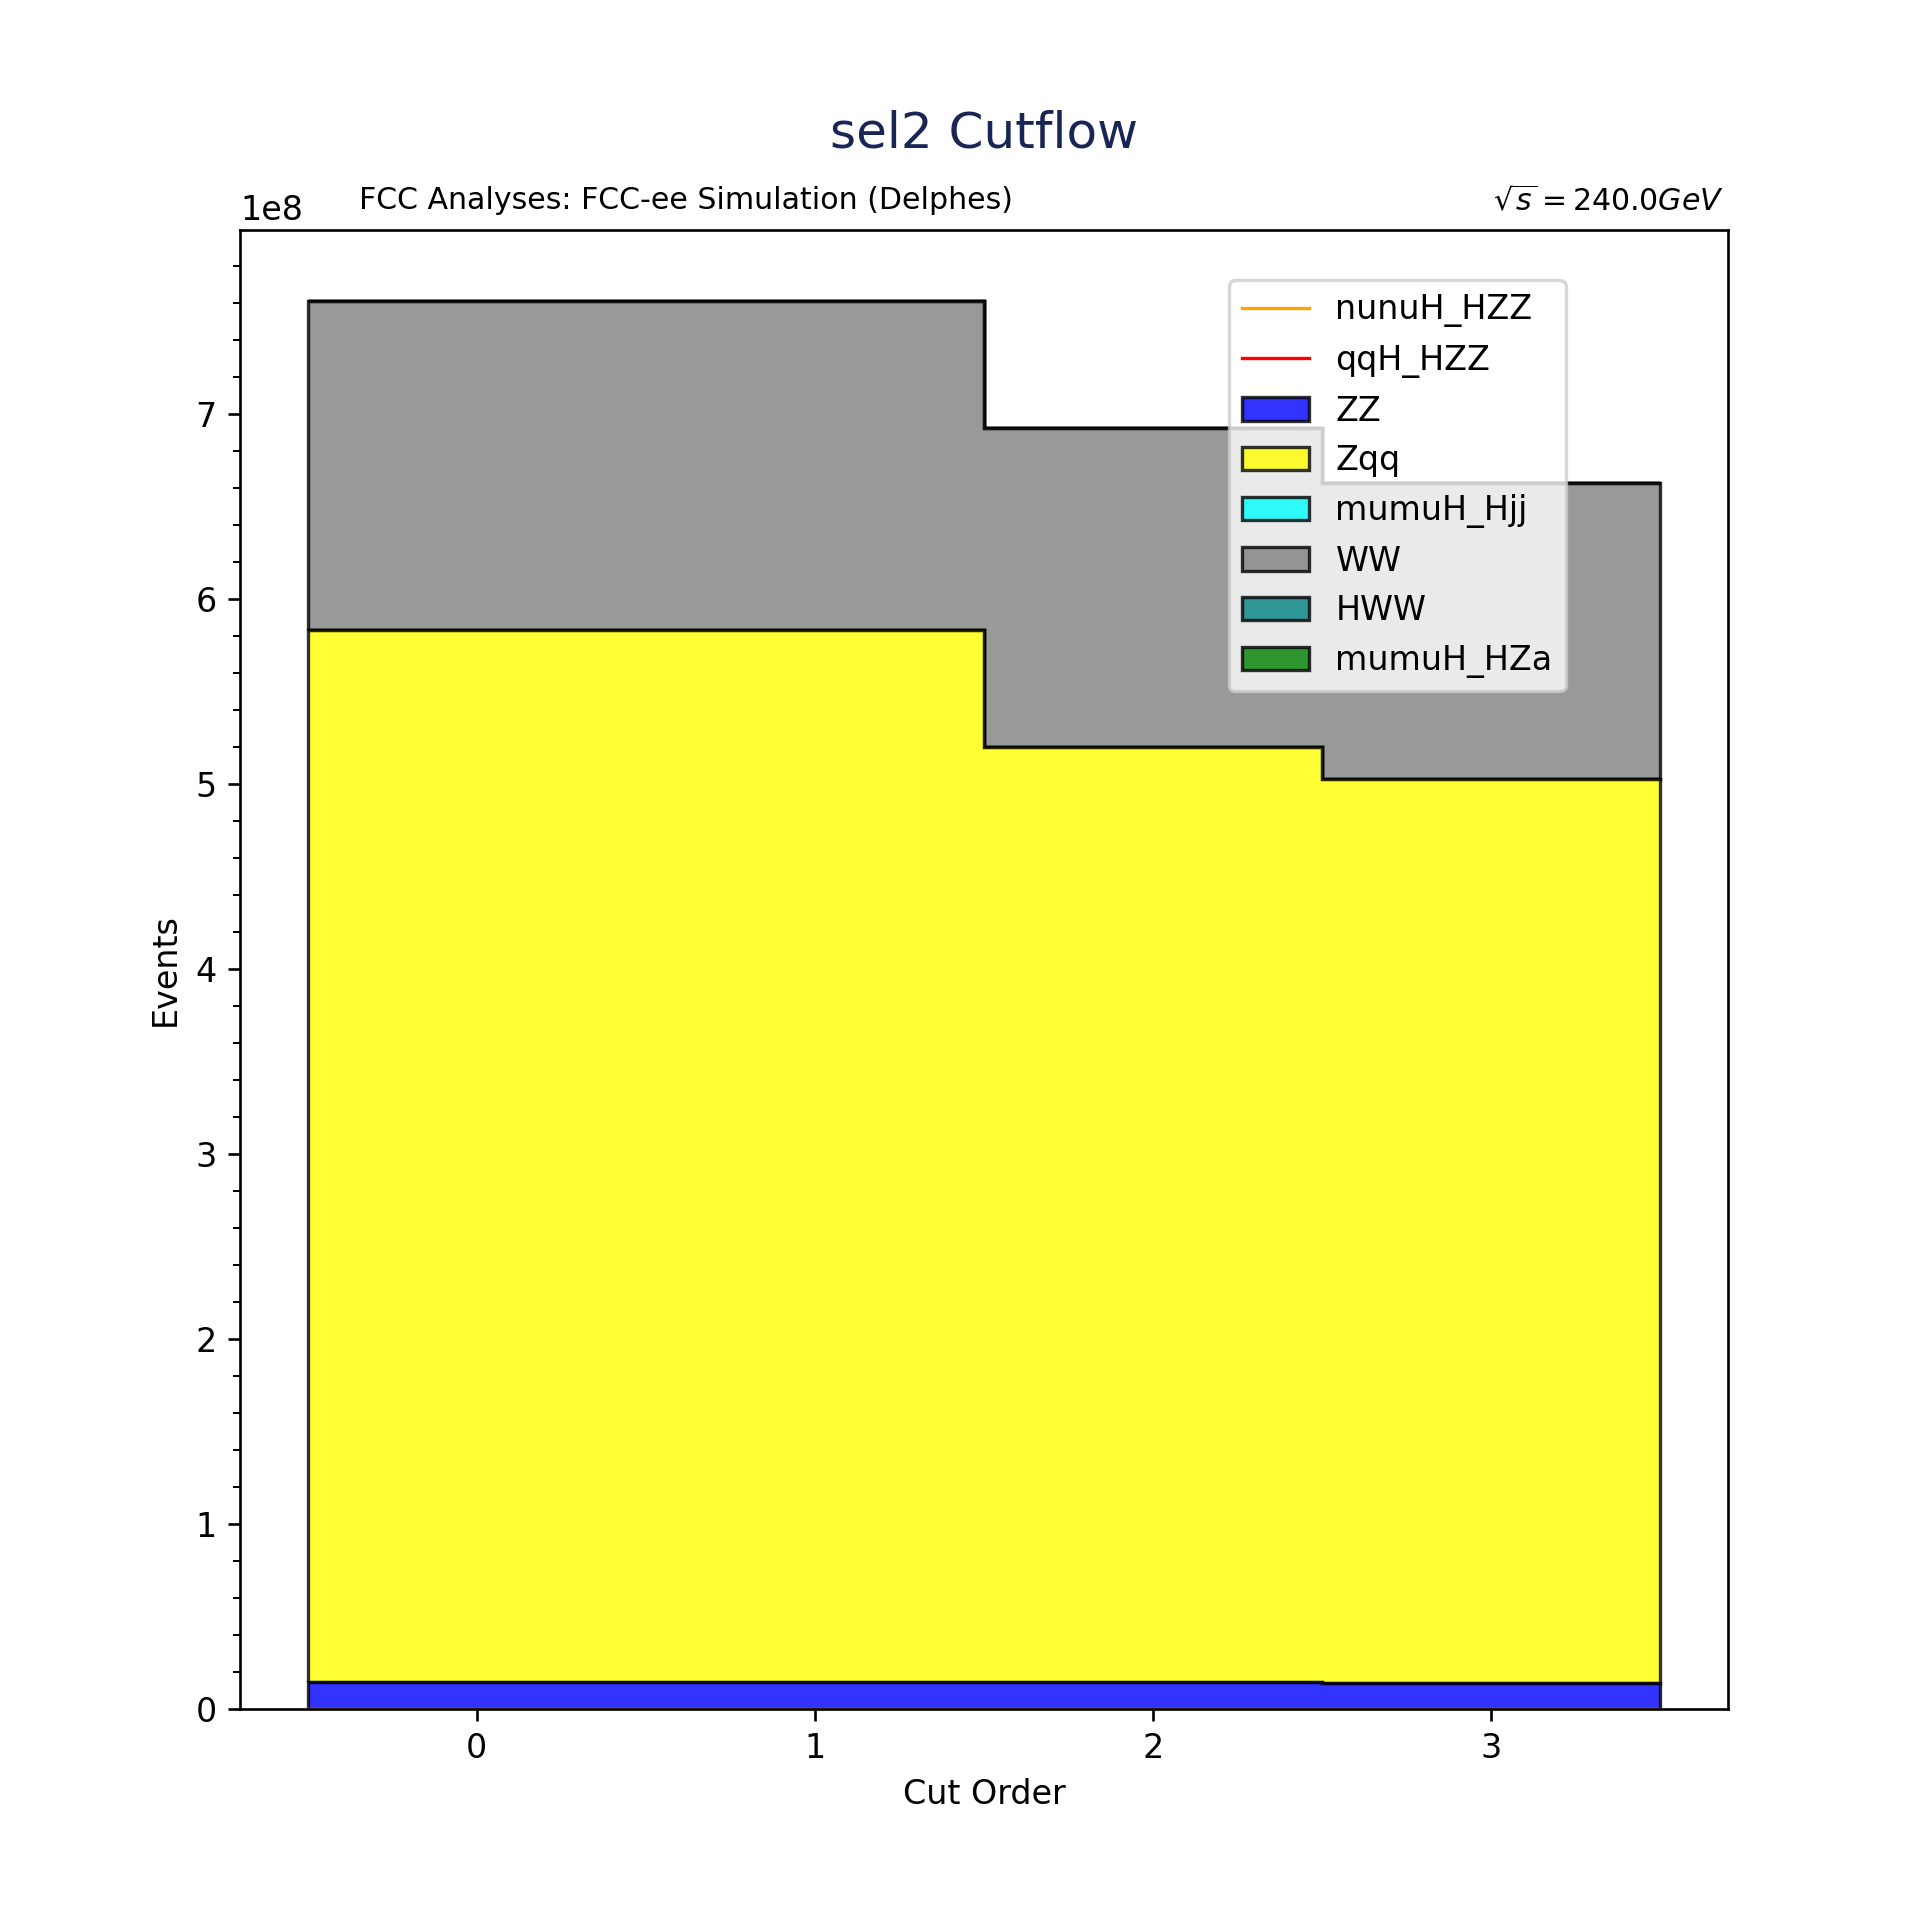 sel2 Cutflow
1e8
FCC Analyses: FCC-ee Simulation (Delphes)
√s = 240.0GeV
nunuH_HZZ
qqH_HZZ
ZZ
Zqq
mumuH_Hjj
WW
HWW
mumuH_HZa
7
6
5
4
3
2
1
0
Events
0 1 2 3
Cut Order